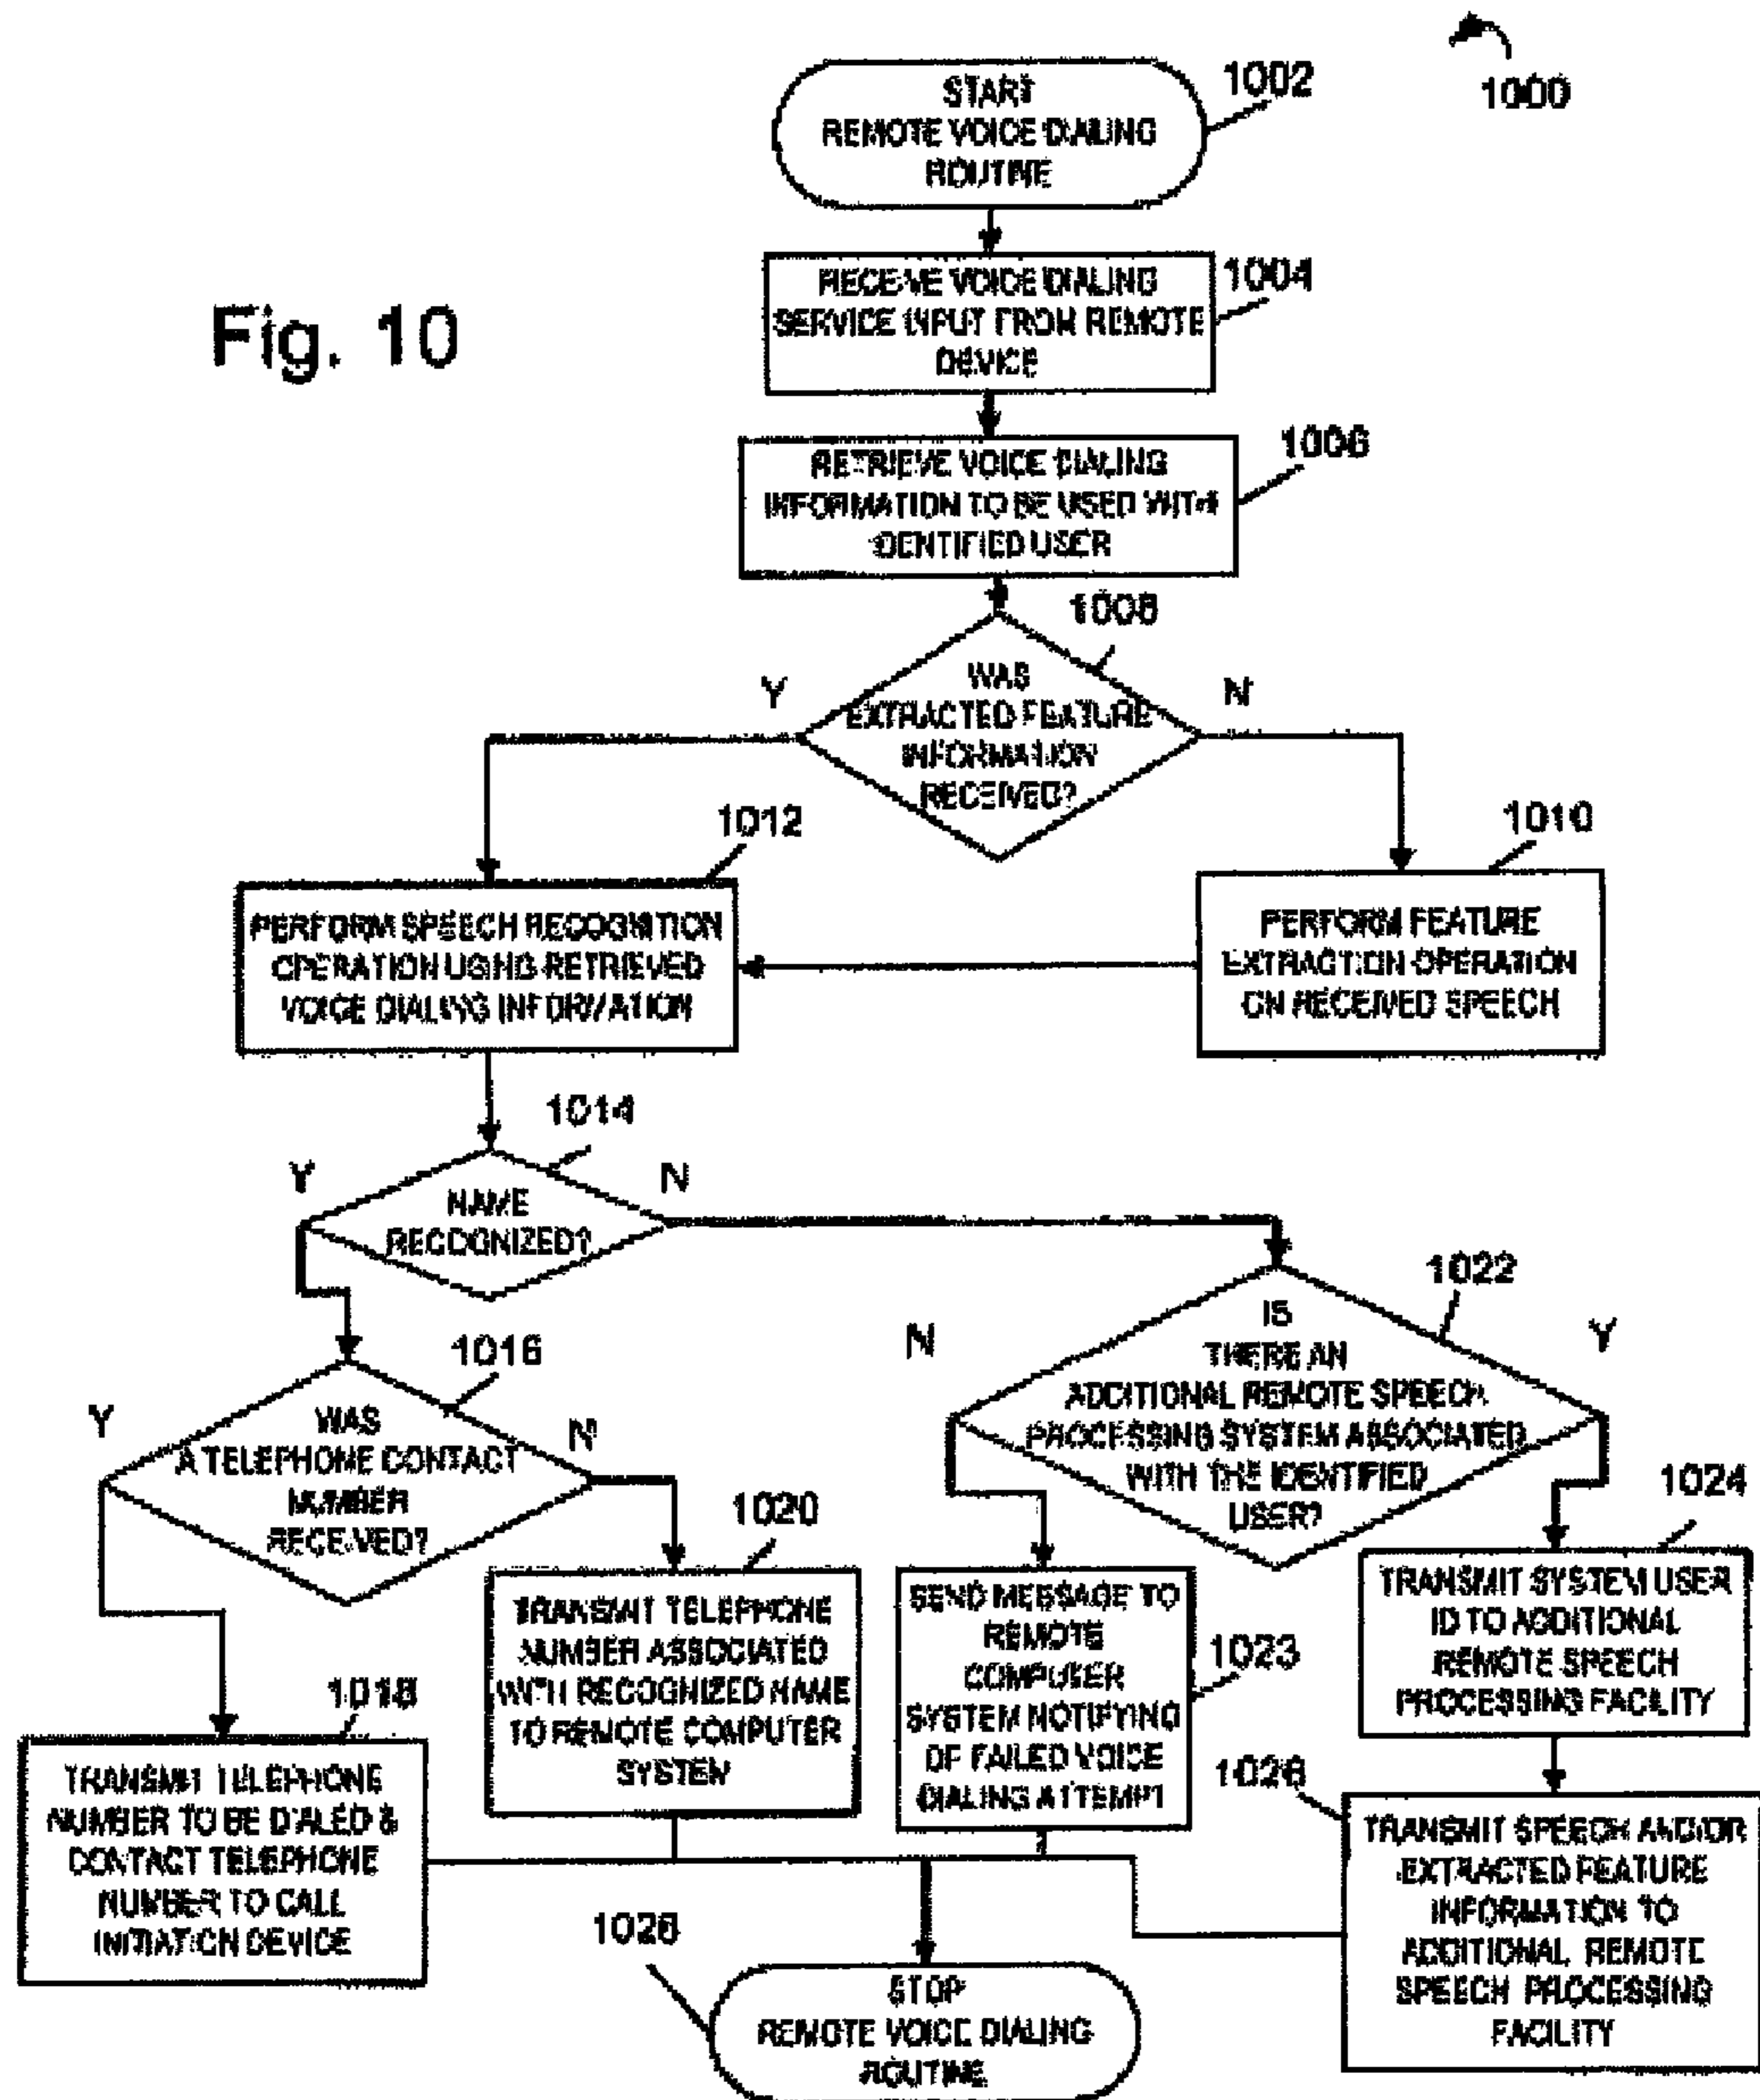 1000
START
REMOTE VOICE DIALING
ROUTINE
1002
Fig. 10
RECEIVE VOICE DIALING
SERVICE INPUT FROM REMOTE
DEVICE
1004
RETRIEVE VOICE DIALING
INFORMATION TO BE USED WITH
IDENTIFIED USER
1006
1008
WAS
EXTRACTED FEATURE
INFORMATION
RECEIVED?
Y
N
1012
PERFORM SPEECH RECOGNITION
OPERATION USING RETRIEVED
VOICE DIALING INFORMATION
1010
PERFORM FEATURE
EXTRACTION OPERATION
ON RECEIVED SPEECH
1014
Y
N
NAME
RECOGNIZED?
1016
Y
N
WAS
A TELEPHONE CONTACT
NUMBER
RECEIVED?
1022
N
Y
IS
THERE AN
ADDITIONAL REMOTE SPEECH
PROCESSING SYSTEM ASSOCIATED
WITH THE IDENTIFIED
USER?
1018
TRANSMIT TELEPHONE
NUMBER TO BE DIALED &
CONTACT TELEPHONE
NUMBER TO CALL
INITIATION DEVICE
1020
TRANSMIT TELEPHONE
NUMBER ASSOCIATED
WITH RECOGNIZED NAME
TO REMOTE COMPUTER
SYSTEM
1023
SEND MESSAGE TO
REMOTE
COMPUTER
SYSTEM NOTIFYING
OF FAILED VOICE
DIALING ATTEMPT
1024
TRANSMIT SYSTEM USER
ID TO ADDITIONAL
REMOTE SPEECH
PROCESSING FACILITY
1026
TRANSMIT SPEECH AND/OR
EXTRACTED FEATURE
INFORMATION TO
ADDITIONAL REMOTE
SPEECH PROCESSING
FACILITY
1028
STOP
REMOTE VOICE DIALING
ROUTINE